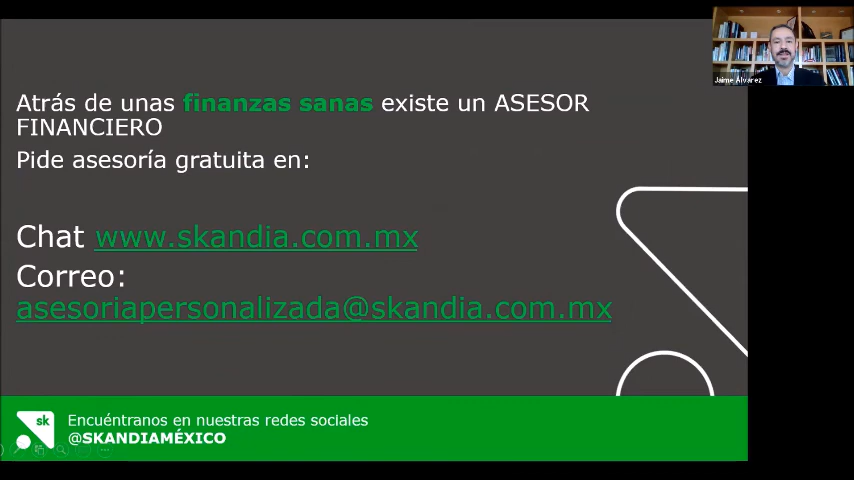 Atrás de unas finanzas sanas existe un ASESOR
FINANCIERO
Pide asesoría gratuita en:
Chat www.skandia.com.mx
Correo:
asesoriapersonalizada@skandia.com.mx
sk
Encuéntranos en nuestras redes sociales
@SKANDIAMÉXICO
Jaime Álvarez